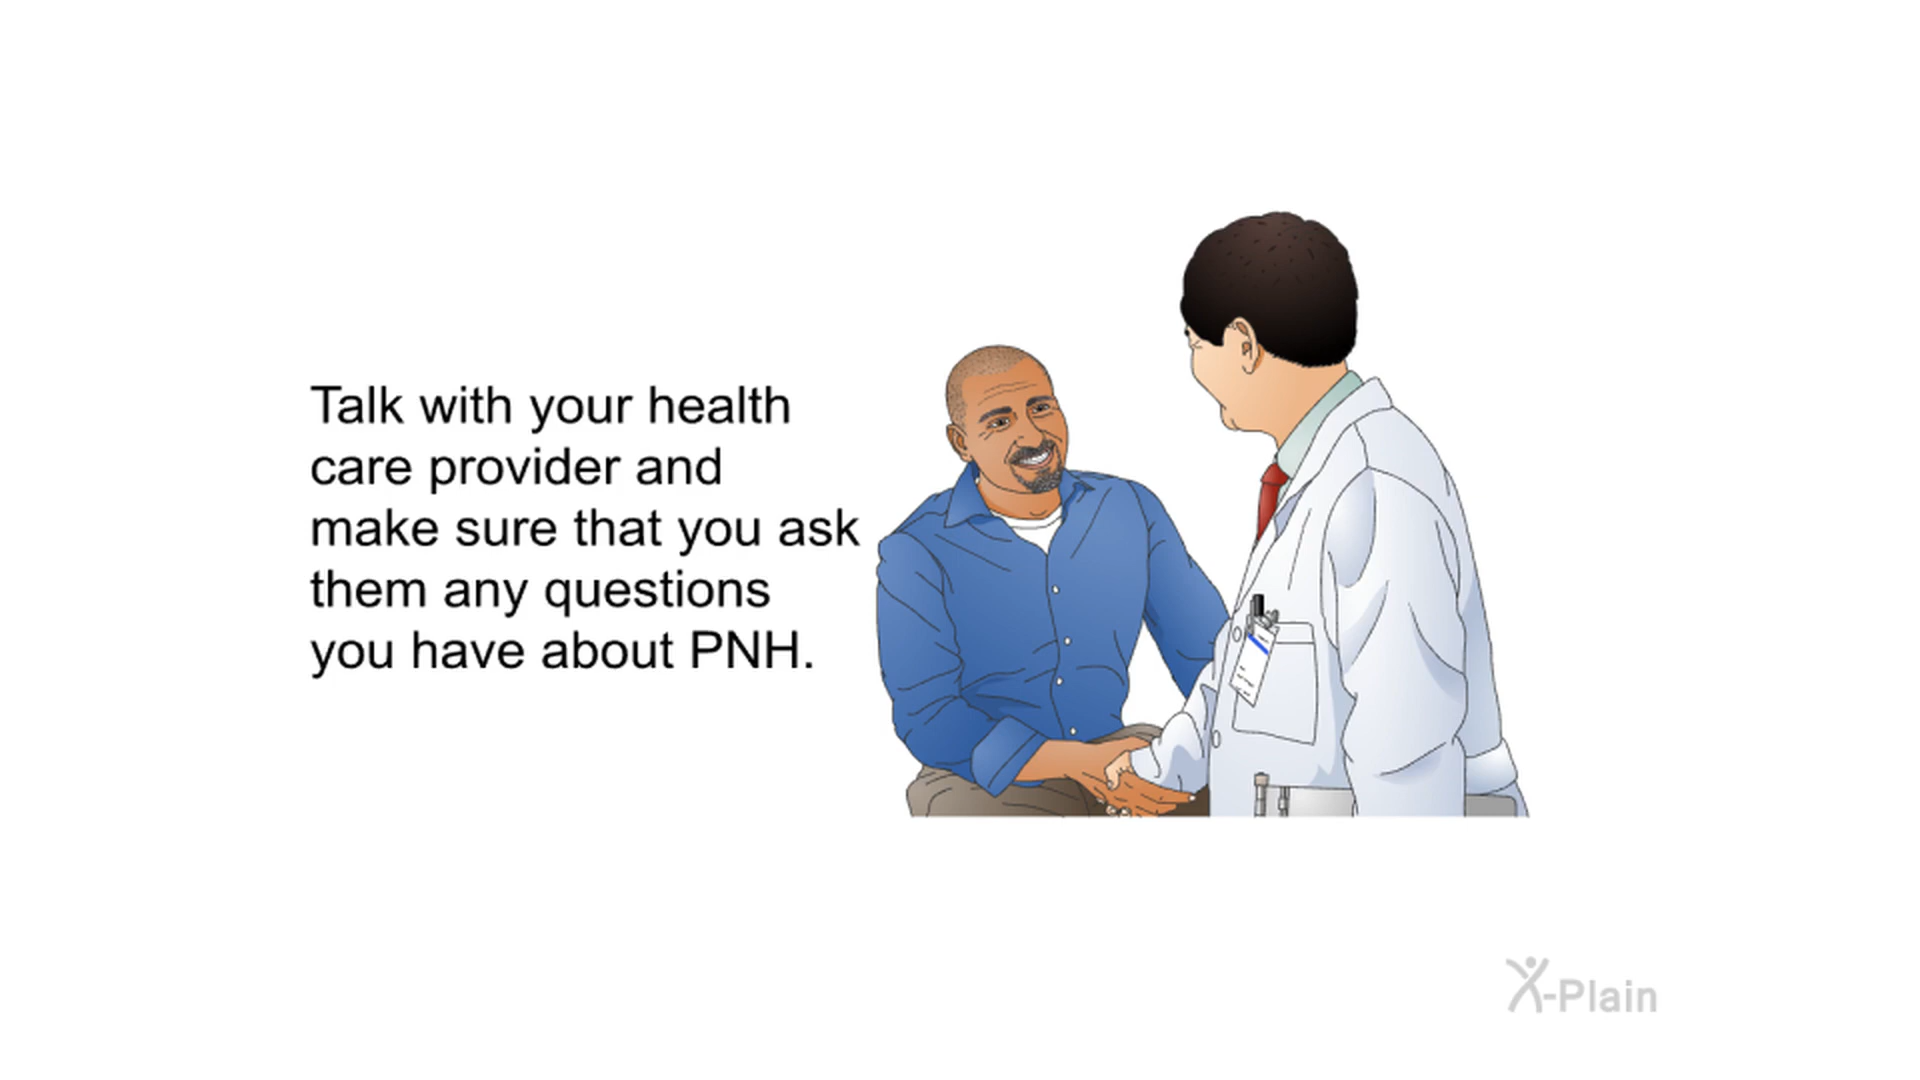 Talk with your health
care provider and
make sure that you ask
them any questions
you have about PNH.
X-Plain